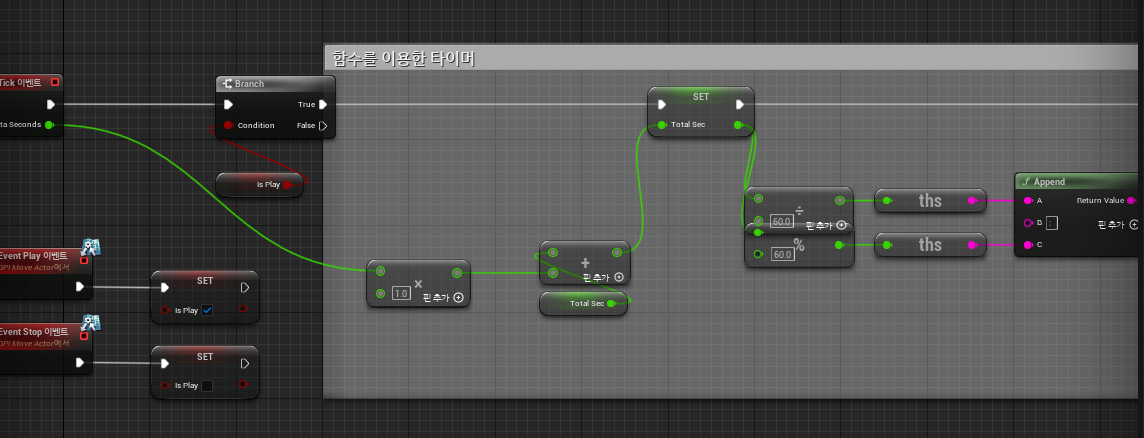 함수를 이용한 타이머
Tick 이벤트
ta Seconds
Branch
True
Condition
False
Is Play
SET
Total Sec
÷
60.0
핀 추가
%
60.0
ths
ths
Append
A
Return Value
B
핀 추가
C
+
핀 추가
Total Sec
×
1.0
핀 추가
Event Play 이벤트
GPI Move Actor에서
SET
Is Play
Event Stop 이벤트
GPI Move Actor에서
SET
Is Play